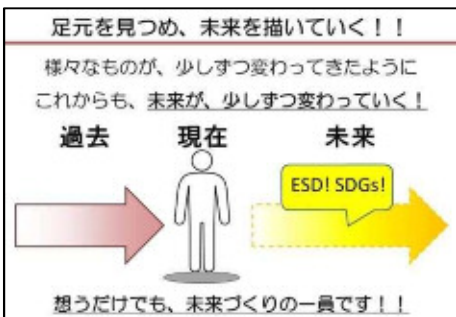 足元を見つめ、未来を描いていく！！
様々なものが、少しずつ変わってきたように
これからも、未来が、少しずつ変わっていく！
過去 現在 未来
ESD! SDGs!
想うだけでも、未来づくりの一員です！！